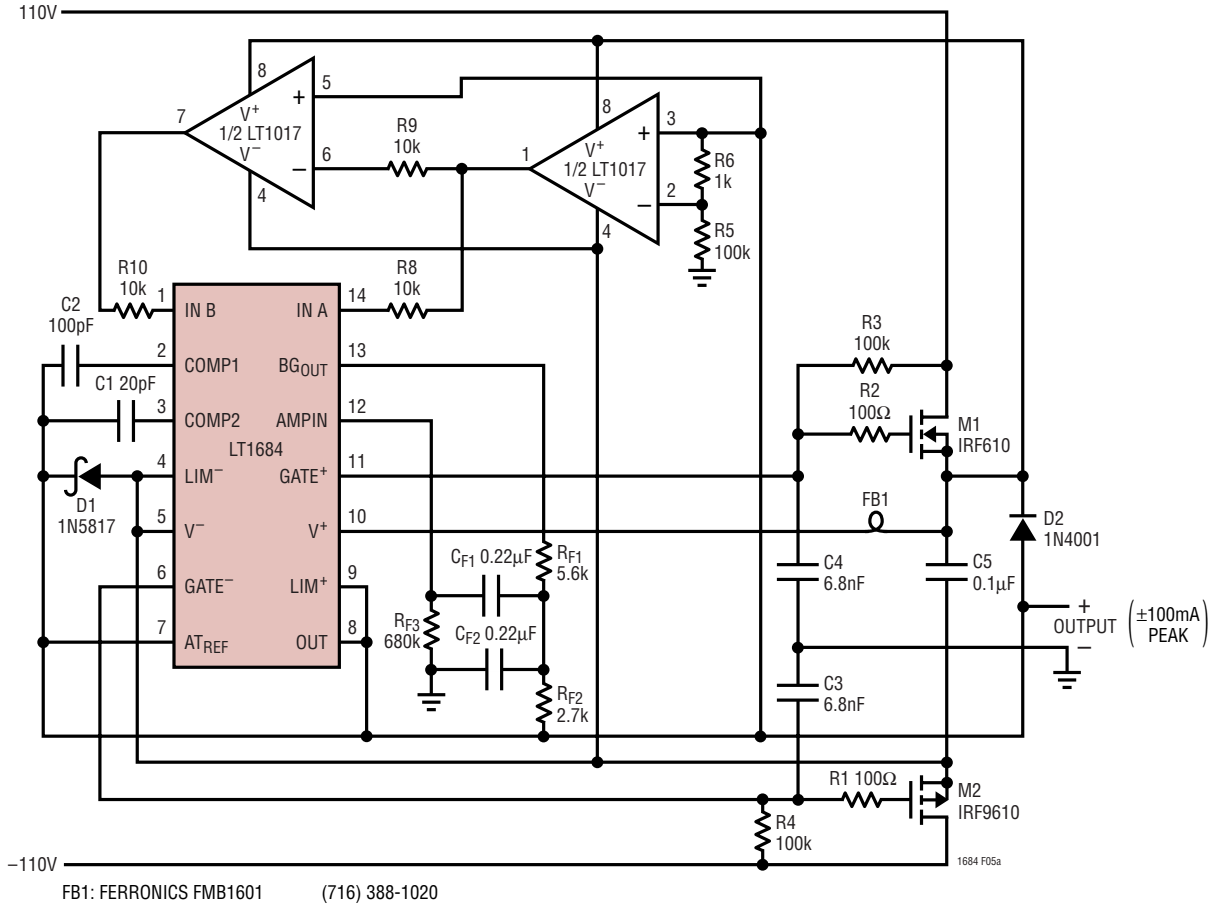 110V
8
5
+
7
V+
1/2 LT1017
V−
6
−
4
R9
10k
8
3
+
1
V+
1/2 LT1017
V−
2
−
4
R6
1k
R5
100k
R10
10k
1
IN B
IN A
14
R8
10k
C2
100pF
2
COMP1
BGOUT
13
C1 20pF
3
COMP2
AMPIN
12
LT1684
4
LIM−
GATE+
11
D1
1N5817
5
V−
V+
10
6
GATE−
LIM+
9
7
ATREF
OUT
8
R3
100k
R2
100Ω
M1
IRF610
FB1
D2
1N4001
CF1 0.22µF
RF1
5.6k
C4
6.8nF
C5
0.1µF
RF3
680k
CF2 0.22µF
+
OUTPUT
−
(±100mA
PEAK)
RF2
2.7k
C3
6.8nF
R1 100Ω
M2
IRF9610
R4
100k
−110V
1684 F05a
FB1: FERRONICS FMB1601 (716) 388-1020